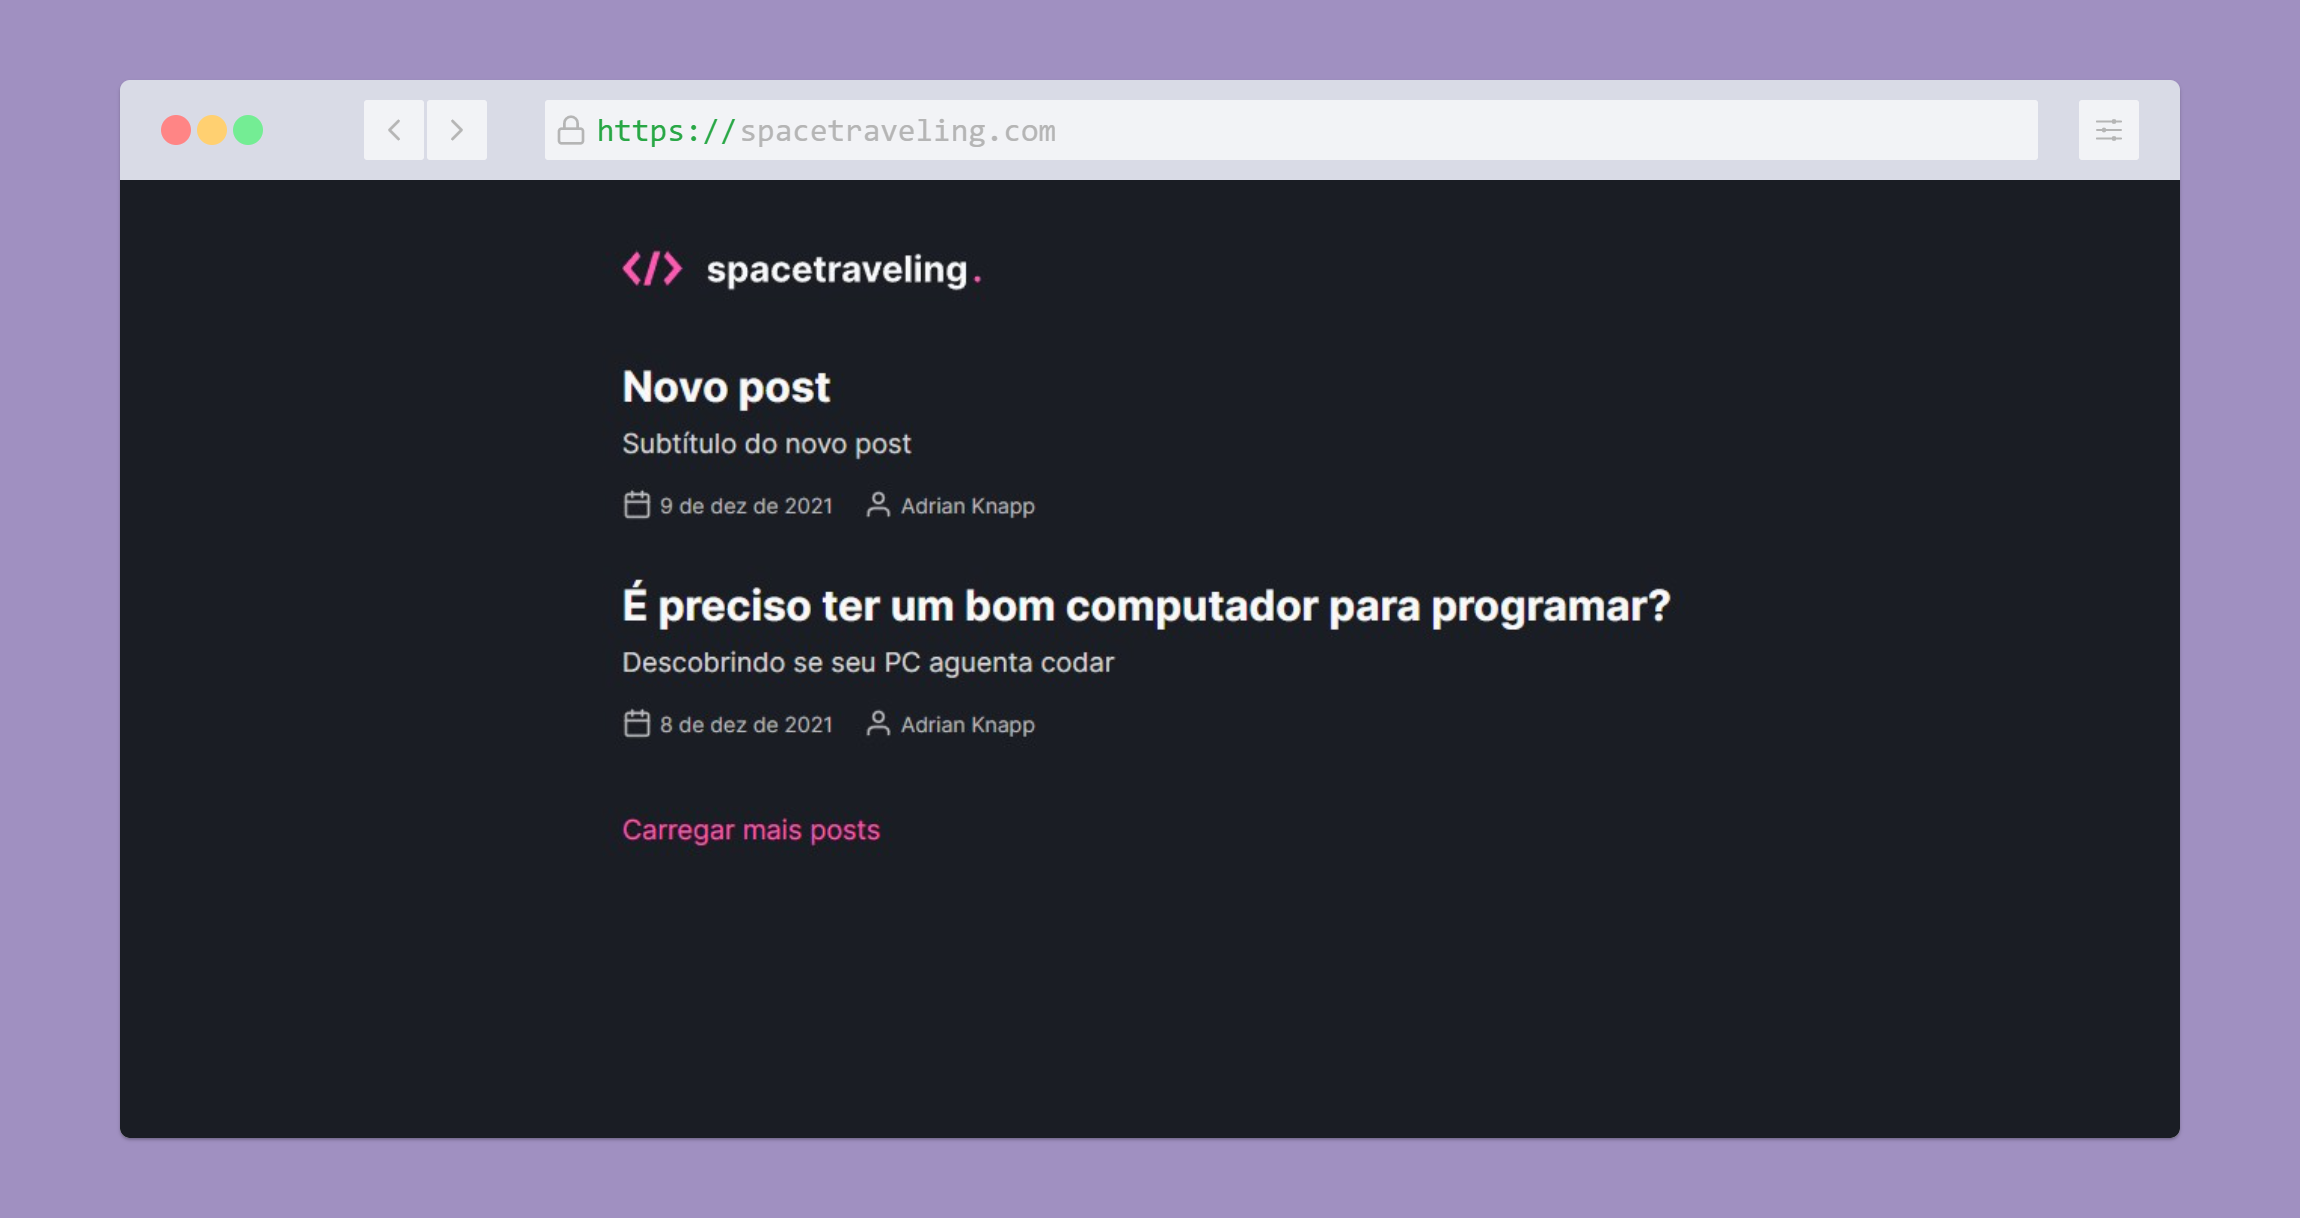 https://spacetraveling.com
</> spacetraveling.
Novo post
Subtítulo do novo post
9 de dez de 2021 Adrian Knapp
É preciso ter um bom computador para programar?
Descobrindo se seu PC aguenta codar
8 de dez de 2021 Adrian Knapp
Carregar mais posts